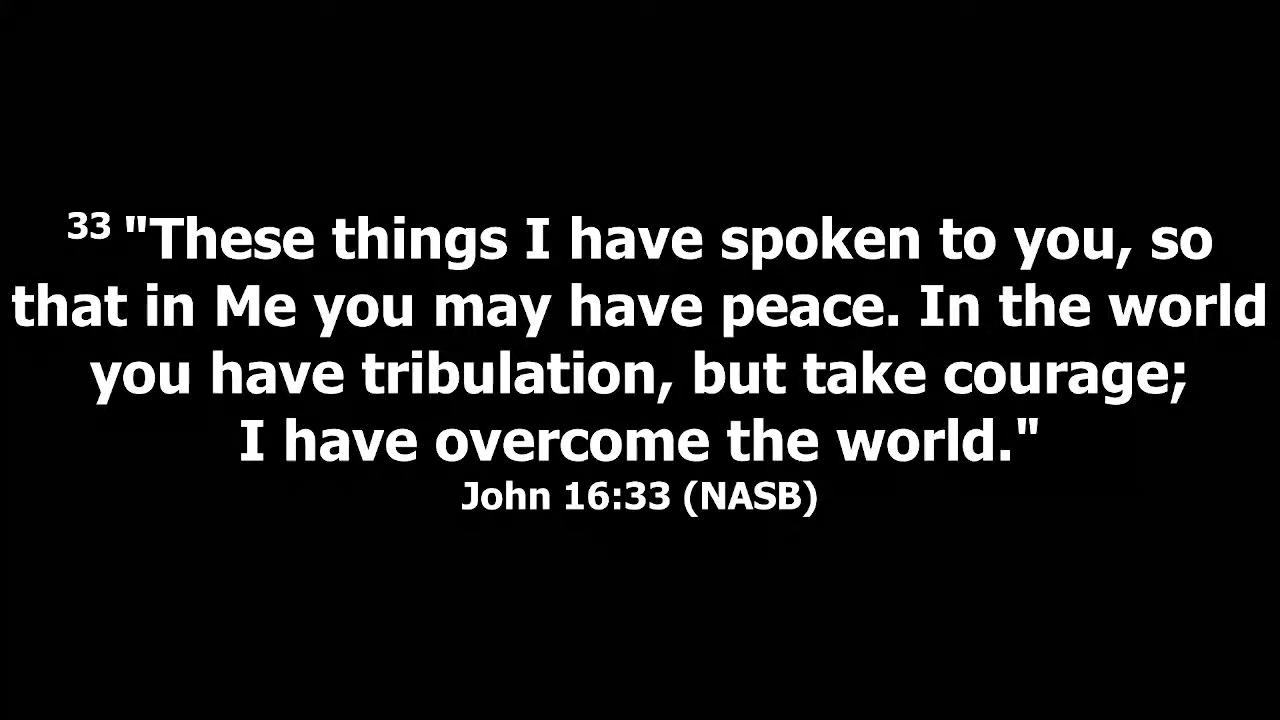 33 "These things I have spoken to you, so
that in Me you may have peace. In the world
you have tribulation, but take courage;
I have overcome the world."
John 16:33 (NASB)